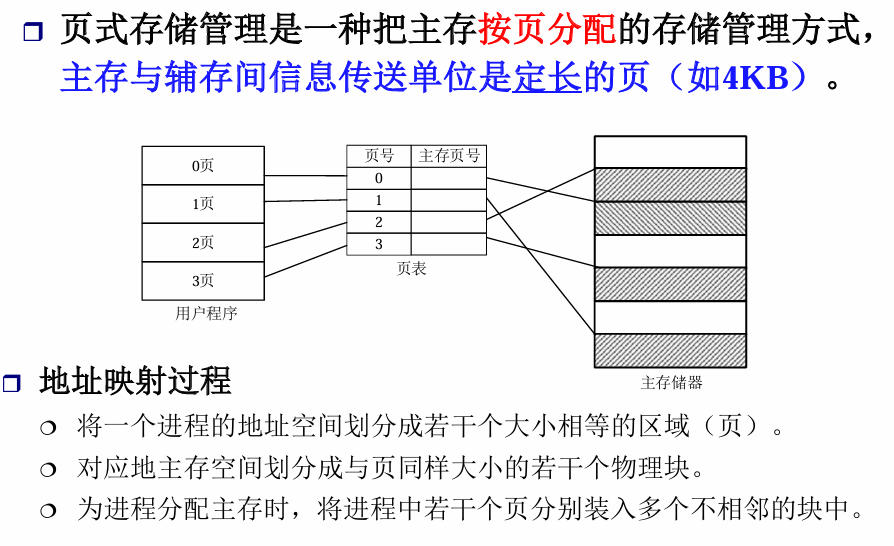 页式存储管理是一种把主存按页分配的存储管理方式，
主存与辅存间信息传送单位是定长的页（如4KB）。
0页
1页
2页
3页
用户程序
页号 主存页号
0
1
2
3
页表
主存储器
地址映射过程
将一个进程的地址空间划分成若干个大小相等的区域（页）。
对应地主存空间划分成与页同样大小的若干个物理块。
为进程分配主存时，将进程中若干个页分别装入多个不相邻的块中。